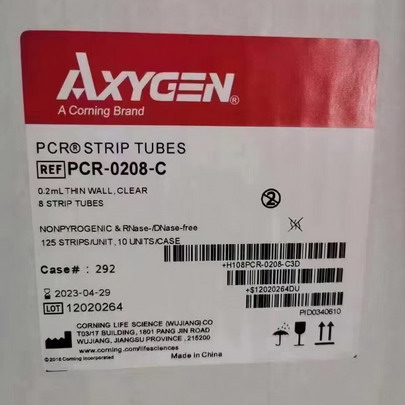 AXYGEN®
A Corning Brand
PCR® STRIP TUBES
REF PCR-0208-C
0.2mL THIN WALL, CLEAR
8 STRIP TUBES
NONPYROGENIC & RNase-/DNase-free
125 STRIPS/UNIT, 10 UNITS/CASE
+H108PCR-0208-C3D
Case# : 292
+$12020264DU
2023-04-29
LOT 12020264
PID0340610
CORNING LIFE SCIENCE (WUJIANG) CO
T03/17 BUILDING, 1801 PANG JIN ROAD
WUJIANG, JIANGSU PROVINCE , 215200
www.corning.com/lifesciences
© 2015 Corning Incorporated
Made in China